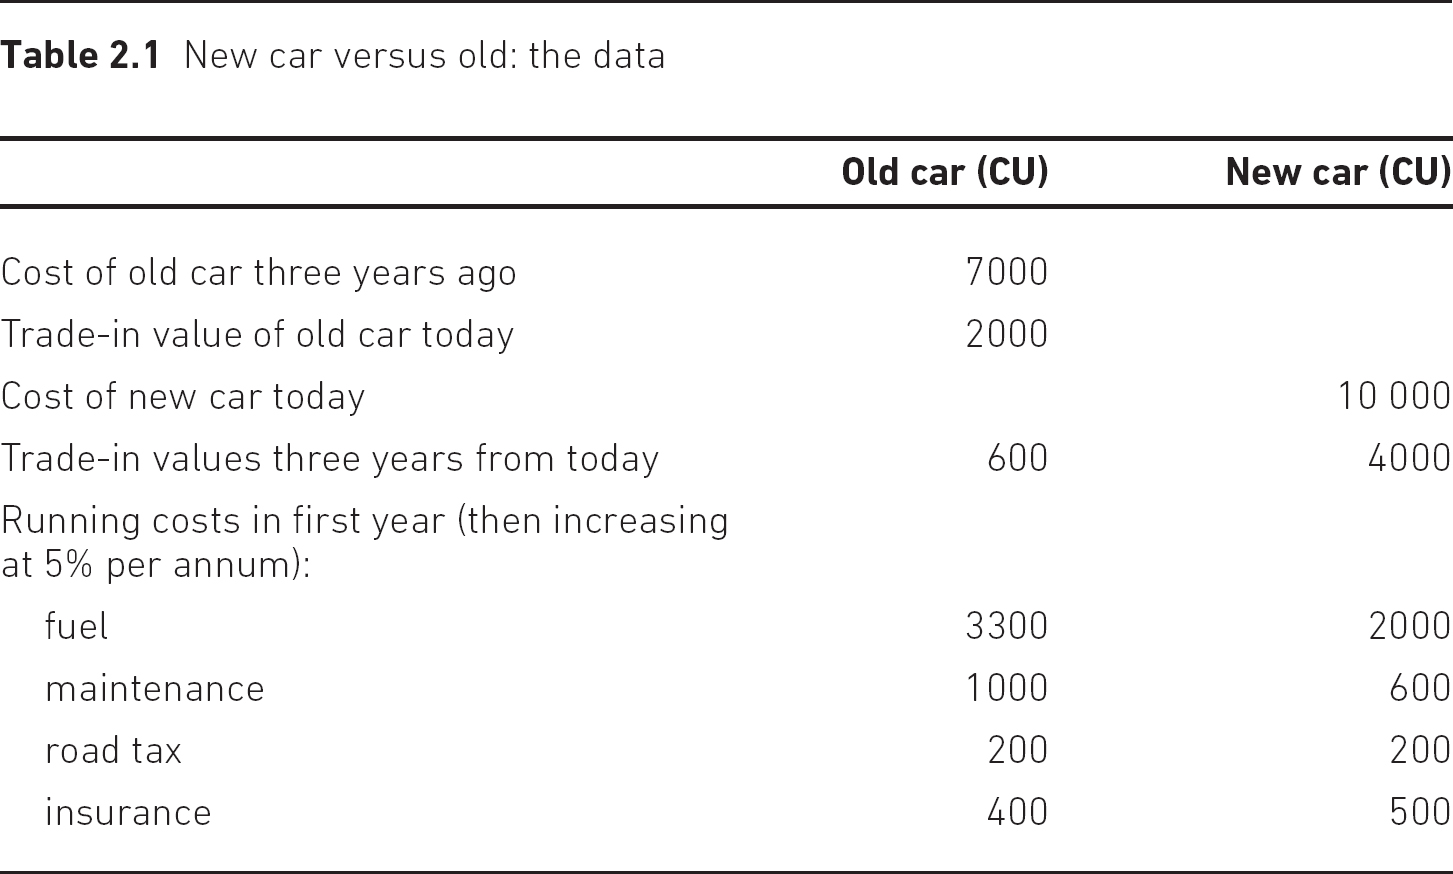 Table 2.1 New car versus old: the data
Old car (CU) New car (CU)
Cost of old car three years ago 7000
Trade-in value of old car today 2000
Cost of new car today 10 000
Trade-in values three years from today 600 4000
Running costs in first year (then increasing
at 5% per annum):
fuel 3300 2000
maintenance 1000 600
road tax 200 200
insurance 400 500